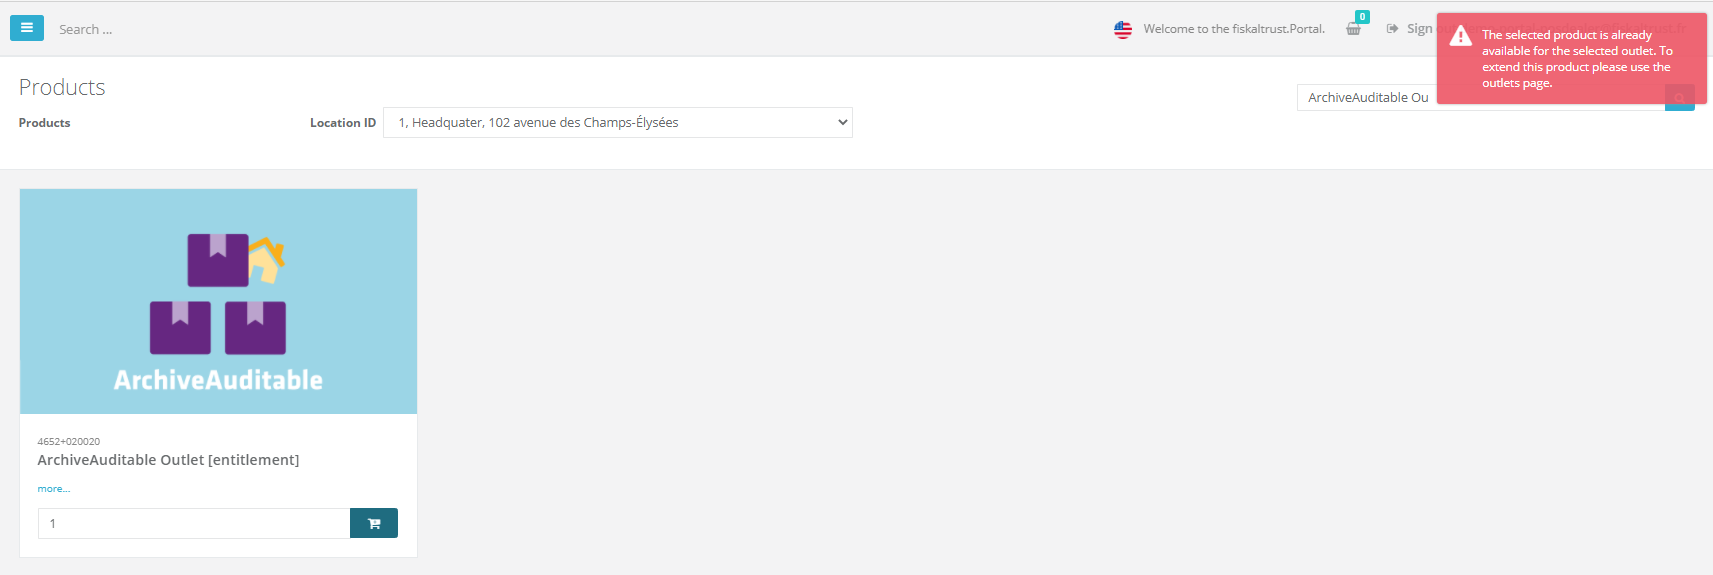 Search ...
Welcome to the fiskaltrust.Portal.
0
Sign
The selected product is already
available for the selected outlet. To
extend this product please use the
outlets page.
Products
ArchiveAuditable Ou
Products
Location ID
1, Headquater, 102 avenue des Champs-Élysées
ArchiveAuditable
4652+020020
ArchiveAuditable Outlet [entitlement]
more...
1